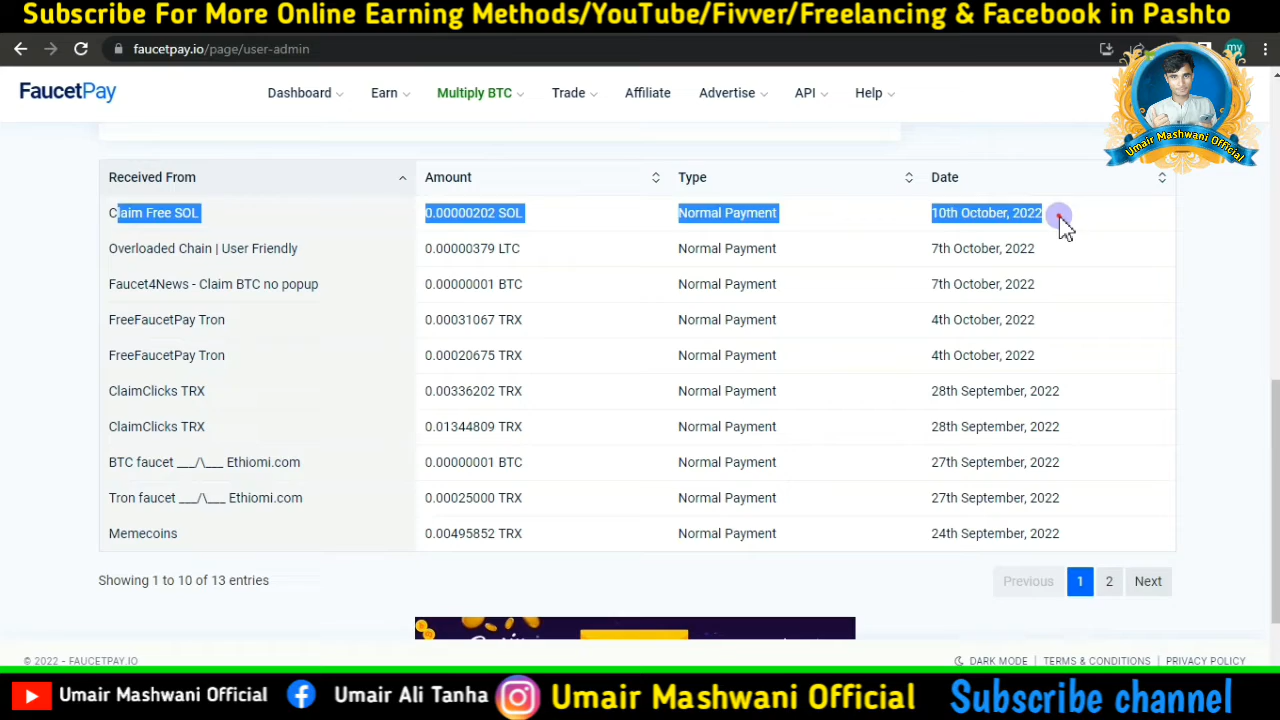 Subscribe For More Online Earning Methods/YouTube/Fivver/Freelancing & Facebook in Pashto
faucetpay.io/page/user-admin
my
FaucetPay Dashboard Earn Multiply BTC Trade Affiliate Advertise API Help
Umair Mashwani Official
Received From Amount Type Date
Claim Free SOL 0.00000202 SOL Normal Payment 10th October, 2022
Overloaded Chain | User Friendly 0.00000379 LTC Normal Payment 7th October, 2022
Faucet4News - Claim BTC no popup 0.00000001 BTC Normal Payment 7th October, 2022
FreeFaucetPay Tron 0.00031067 TRX Normal Payment 4th October, 2022
FreeFaucetPay Tron 0.00020675 TRX Normal Payment 4th October, 2022
ClaimClicks TRX 0.00336202 TRX Normal Payment 28th September, 2022
ClaimClicks TRX 0.01344809 TRX Normal Payment 28th September, 2022
BTC faucet ___/\___ Ethiomi.com 0.00000001 BTC Normal Payment 27th September, 2022
Tron faucet ___/\___ Ethiomi.com 0.00025000 TRX Normal Payment 27th September, 2022
Memecoins 0.00495852 TRX Normal Payment 24th September, 2022
Showing 1 to 10 of 13 entries Previous 1 2 Next
© 2022 - FAUCETPAY.IO DARK MODE | TERMS & CONDITIONS | PRIVACY POLICY
Umair Mashwani Official Umair Ali Tanha Umair Mashwani Official Subscribe channel